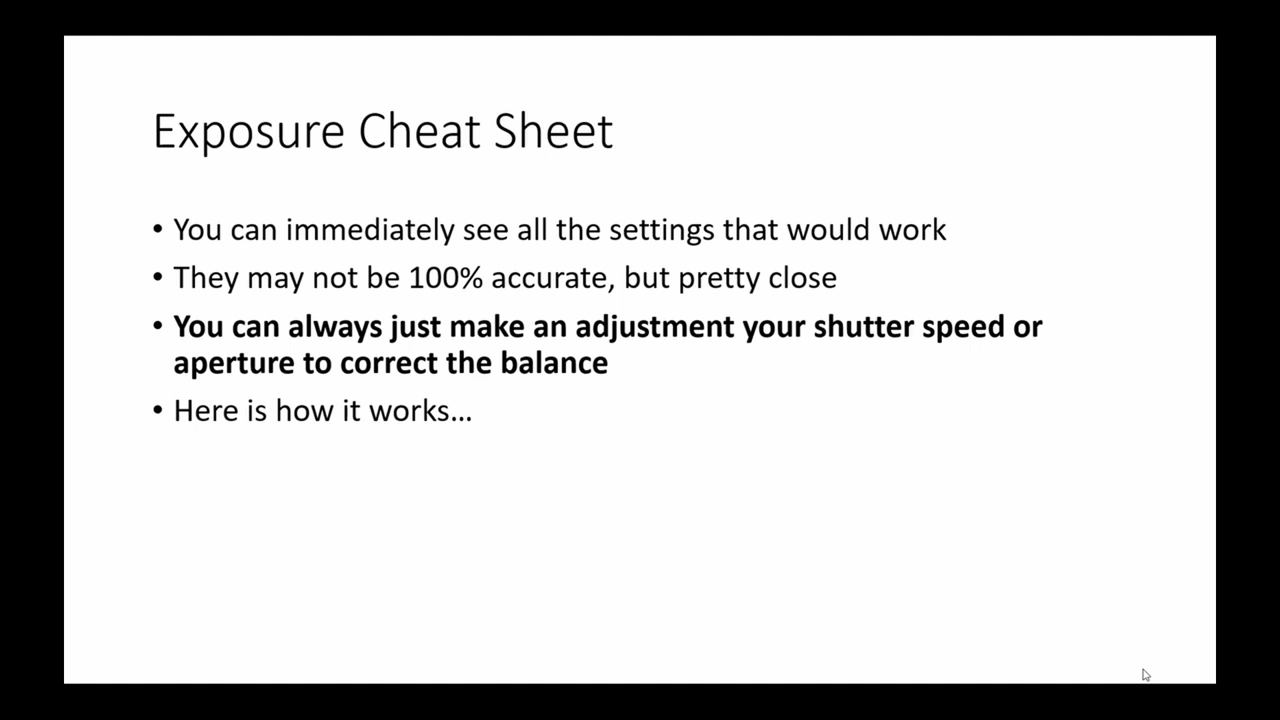 Exposure Cheat Sheet
• You can immediately see all the settings that would work
• They may not be 100% accurate, but pretty close
• You can always just make an adjustment your shutter speed or
aperture to correct the balance
• Here is how it works...